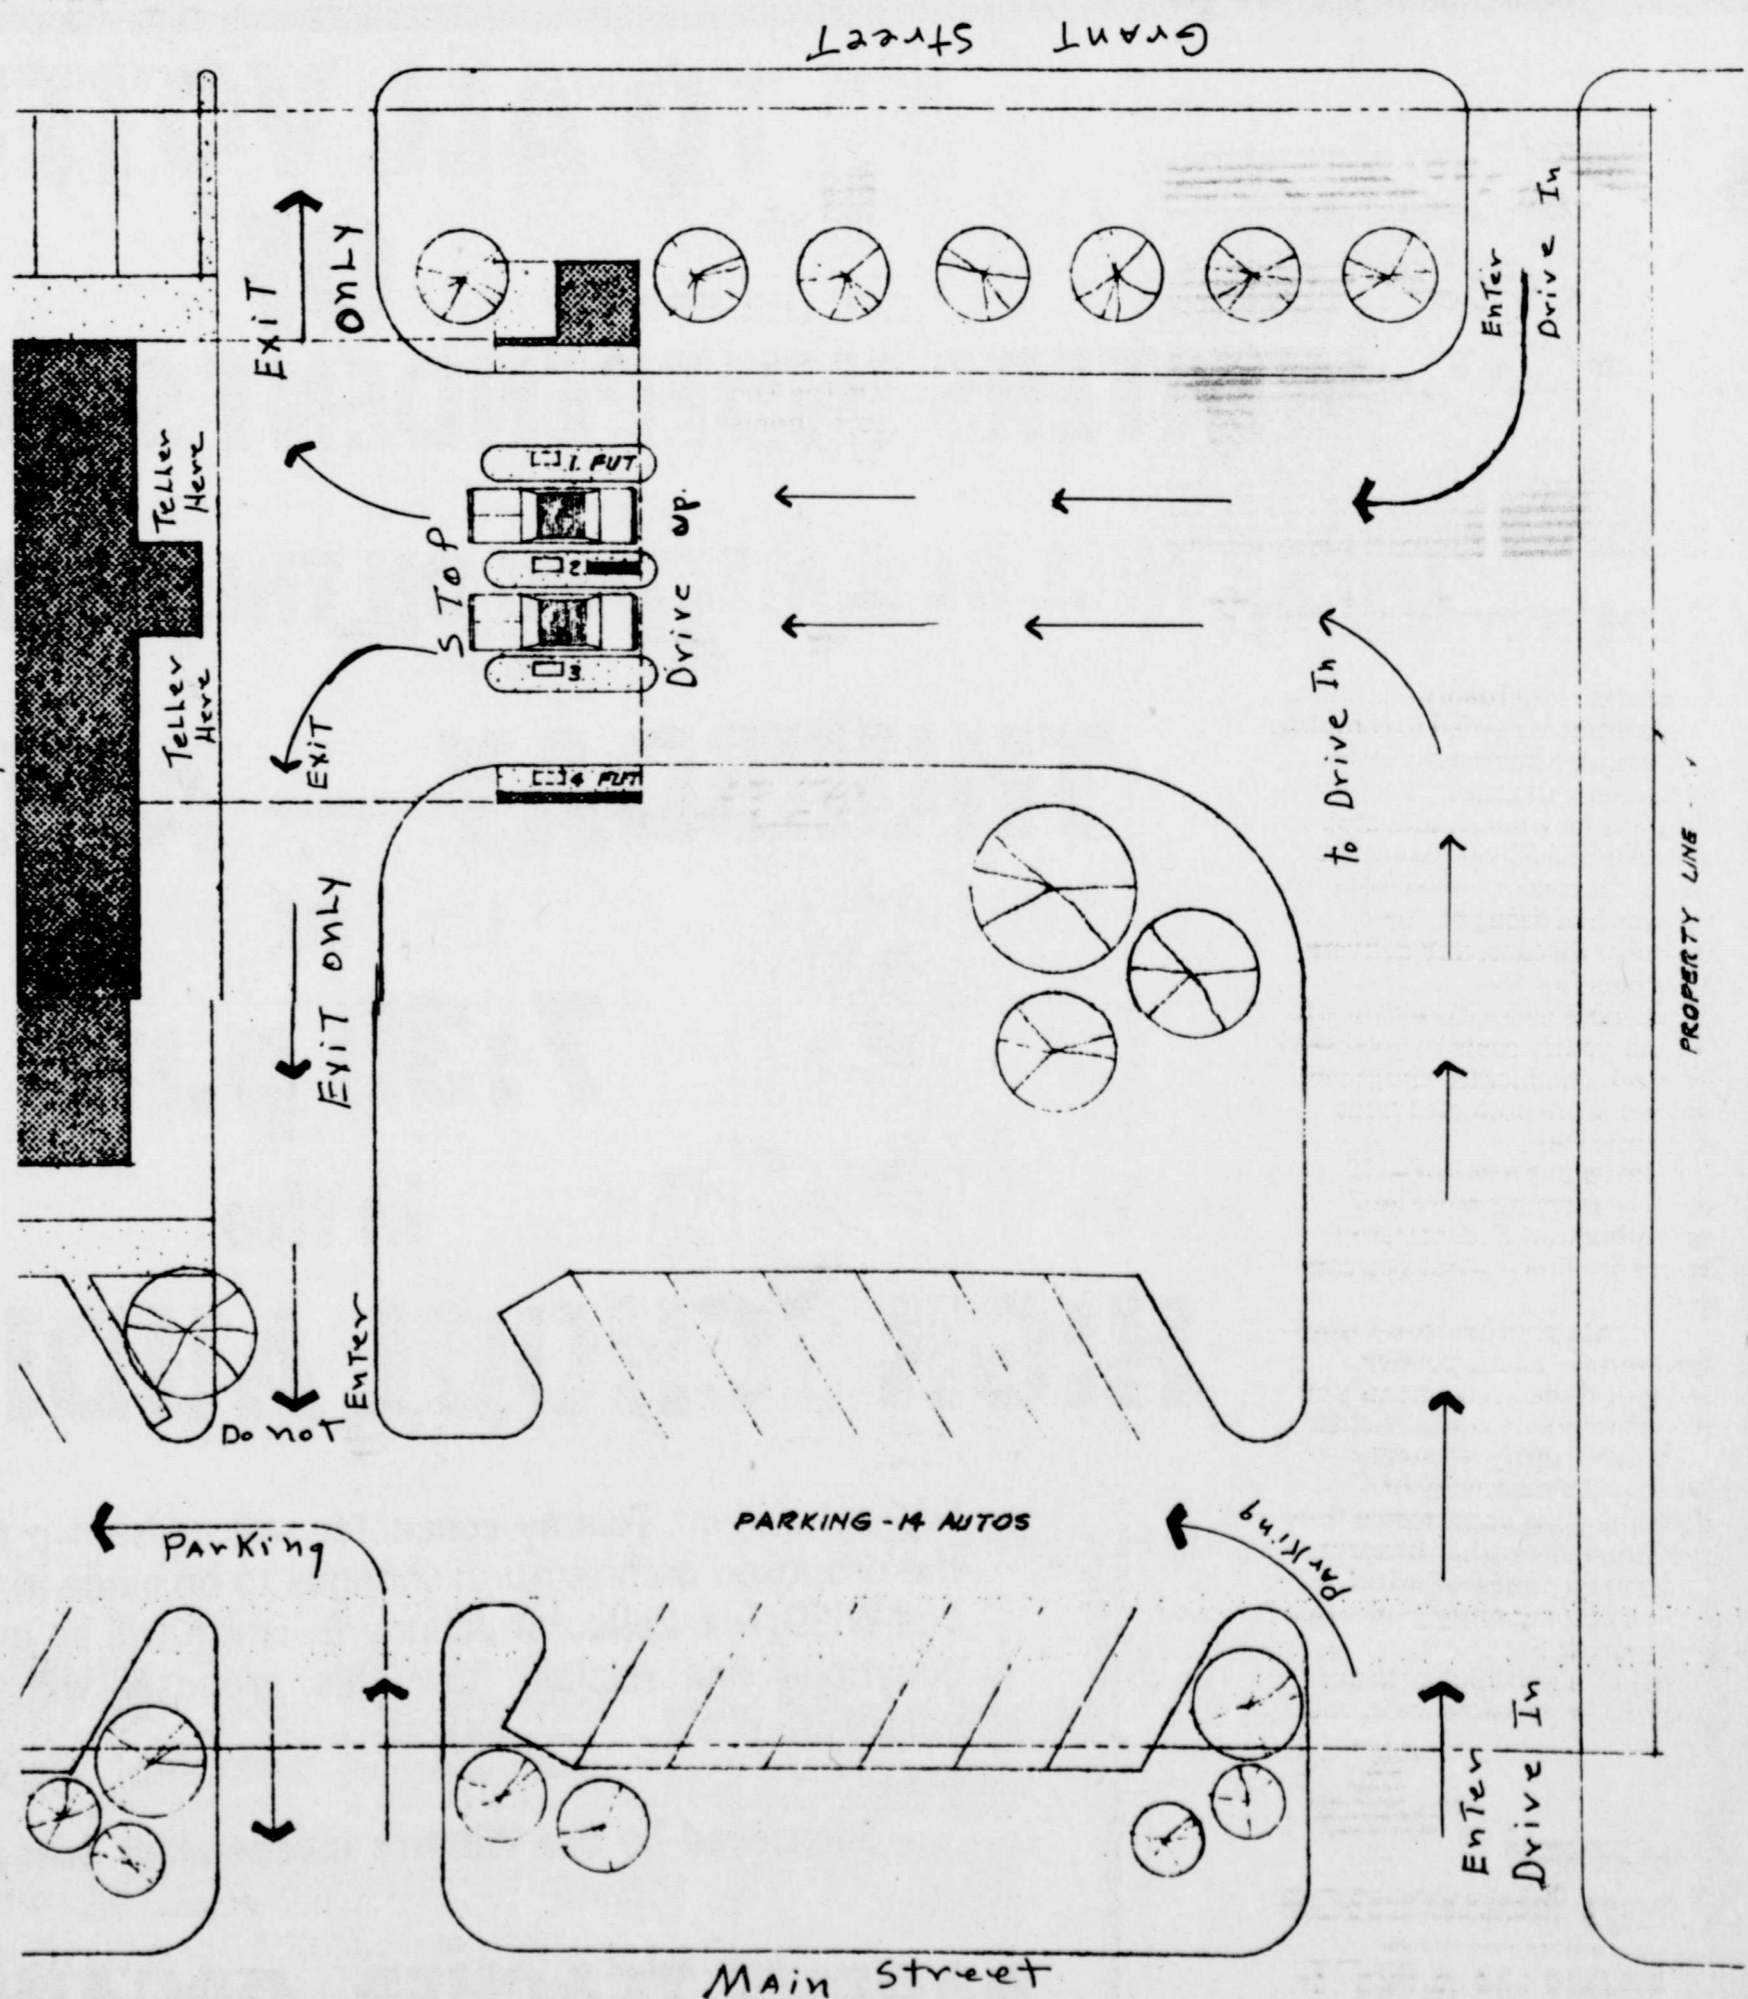 Grant Street
Enter
Drive In
EXIT
ONLY
Teller
Here
1. FUT
STOP
2
Drive up
3
Teller
Here
EXIT
4 FUT
to Drive In
EXIT ONLY
PROPERTY LINE
Do not
Enter
PARKING - 14 AUTOS
Parking
Parking
Enter
Drive In
Main Street